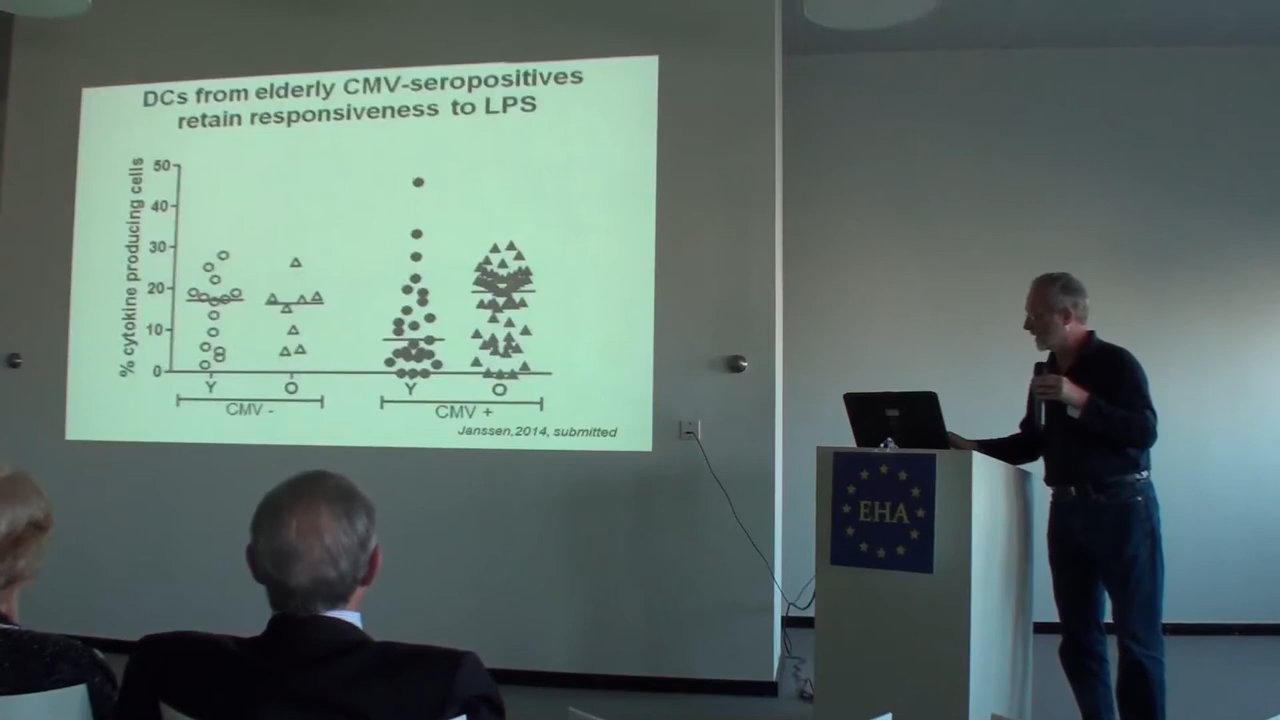 DCs from elderly CMV-seropositives
retain responsiveness to LPS
% cytokine producing cells
50
40
30
20
10
0
Y
O
Y
O
CMV -
CMV +
Janssen,2014, submitted
EHA